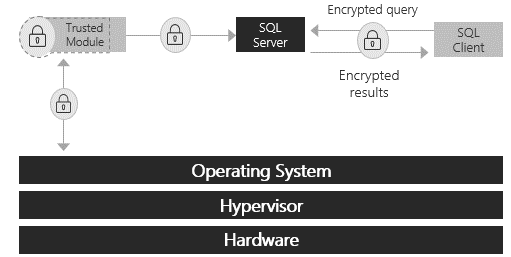 Trusted
Module
SQL
Server
Encrypted query
SQL
Client
Encrypted
results
Operating System
Hypervisor
Hardware